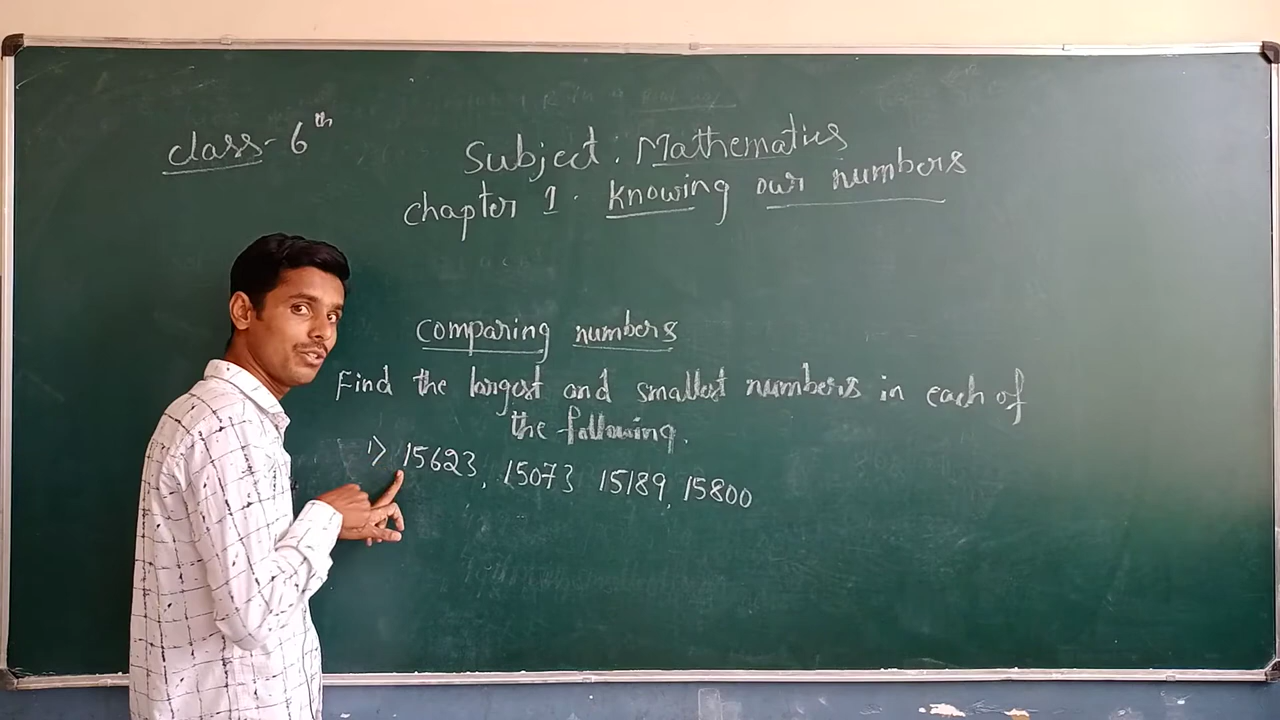 class - 6th
Subject. Mathematics
chapter 1. Knowing our numbers
comparing numbers
Find the largest and smallest numbers in each of
the following.
1> 15623, 15073 15189, 15800